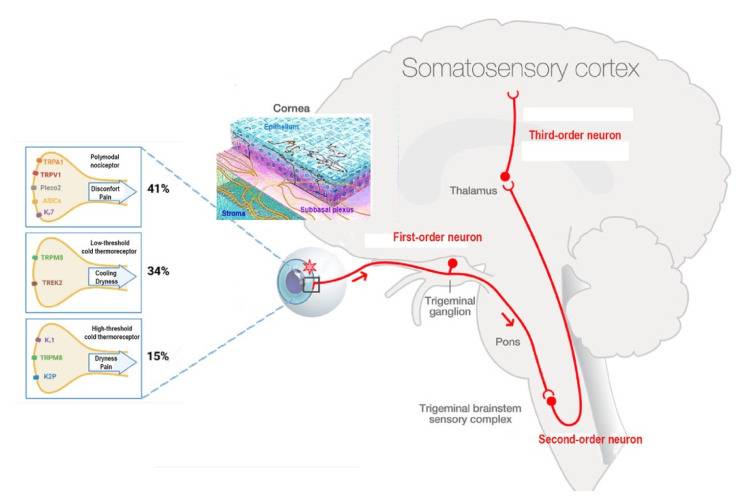 Somatosensory cortex
Cornea
Epithelium
Stroma
Subbasal plexus
Third-order neuron
Thalamus
First-order neuron
Trigeminal
ganglion
Pons
Trigeminal brainstem
sensory complex
Second-order neuron
TRPA1
TRPV1
Piezo2
ASICs
Kv7
Polymodal
nociceptor
Disconfort
Pain
41%
TRPM8
TREK2
Low-threshold
cold thermoreceptor
Cooling
Dryness
34%
Kv1
TRPM8
K2P
High-threshold
cold thermoreceptor
Dryness
Pain
15%